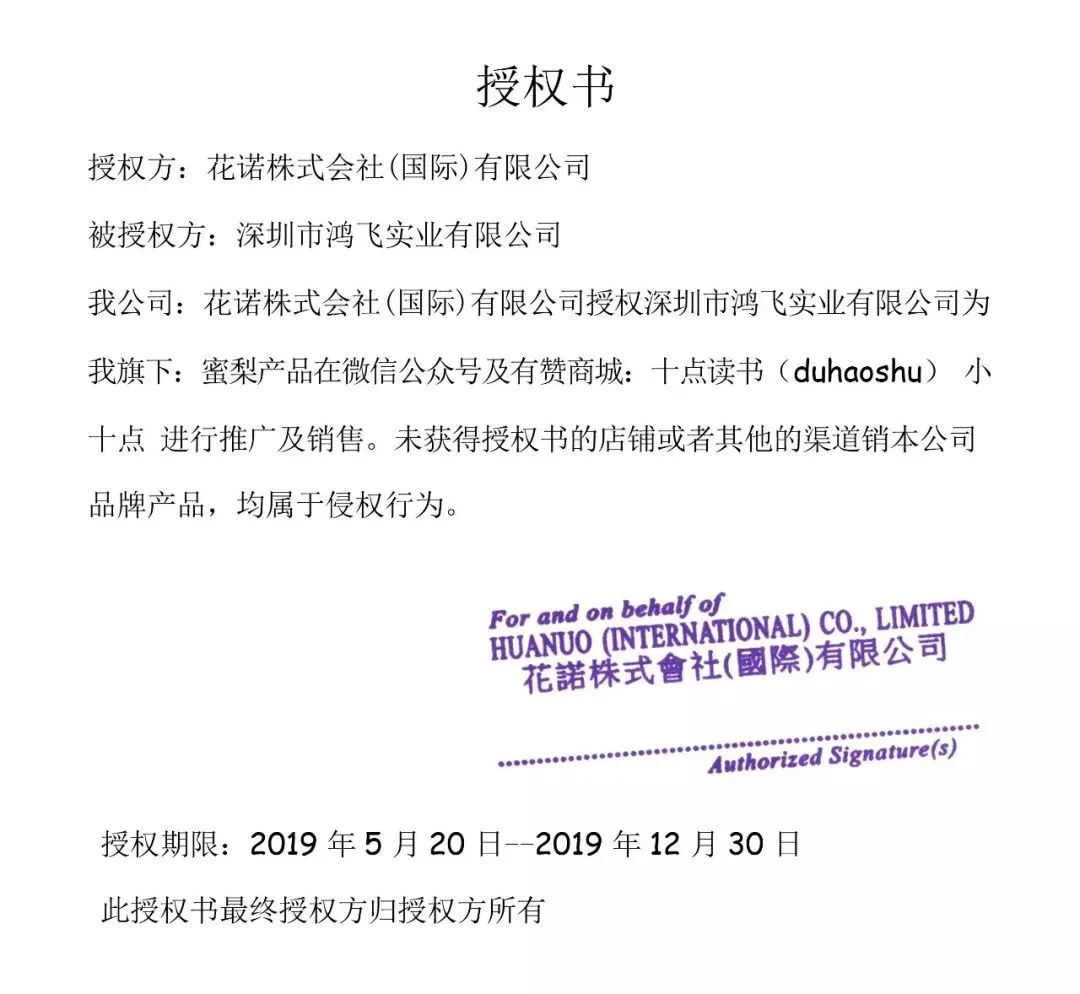 授权书
授权方：花诺株式会社(国际)有限公司
被授权方：深圳市鸿飞实业有限公司
我公司：花诺株式会社(国际)有限公司授权深圳市鸿飞实业有限公司为
我旗下：蜜梨产品在微信公众号及有赞商城：十点读书（duhaoshu） 小
十点 进行推广及销售。未获得授权书的店铺或者其他的渠道销本公司
品牌产品，均属于侵权行为。
For and on behalf of
HUANUO (INTERNATIONAL) CO., LIMITED
花諾株式會社(國際)有限公司
Authorized Signature(s)
授权期限：2019 年 5 月 20 日--2019 年 12 月 30 日
此授权书最终授权方归授权方所有